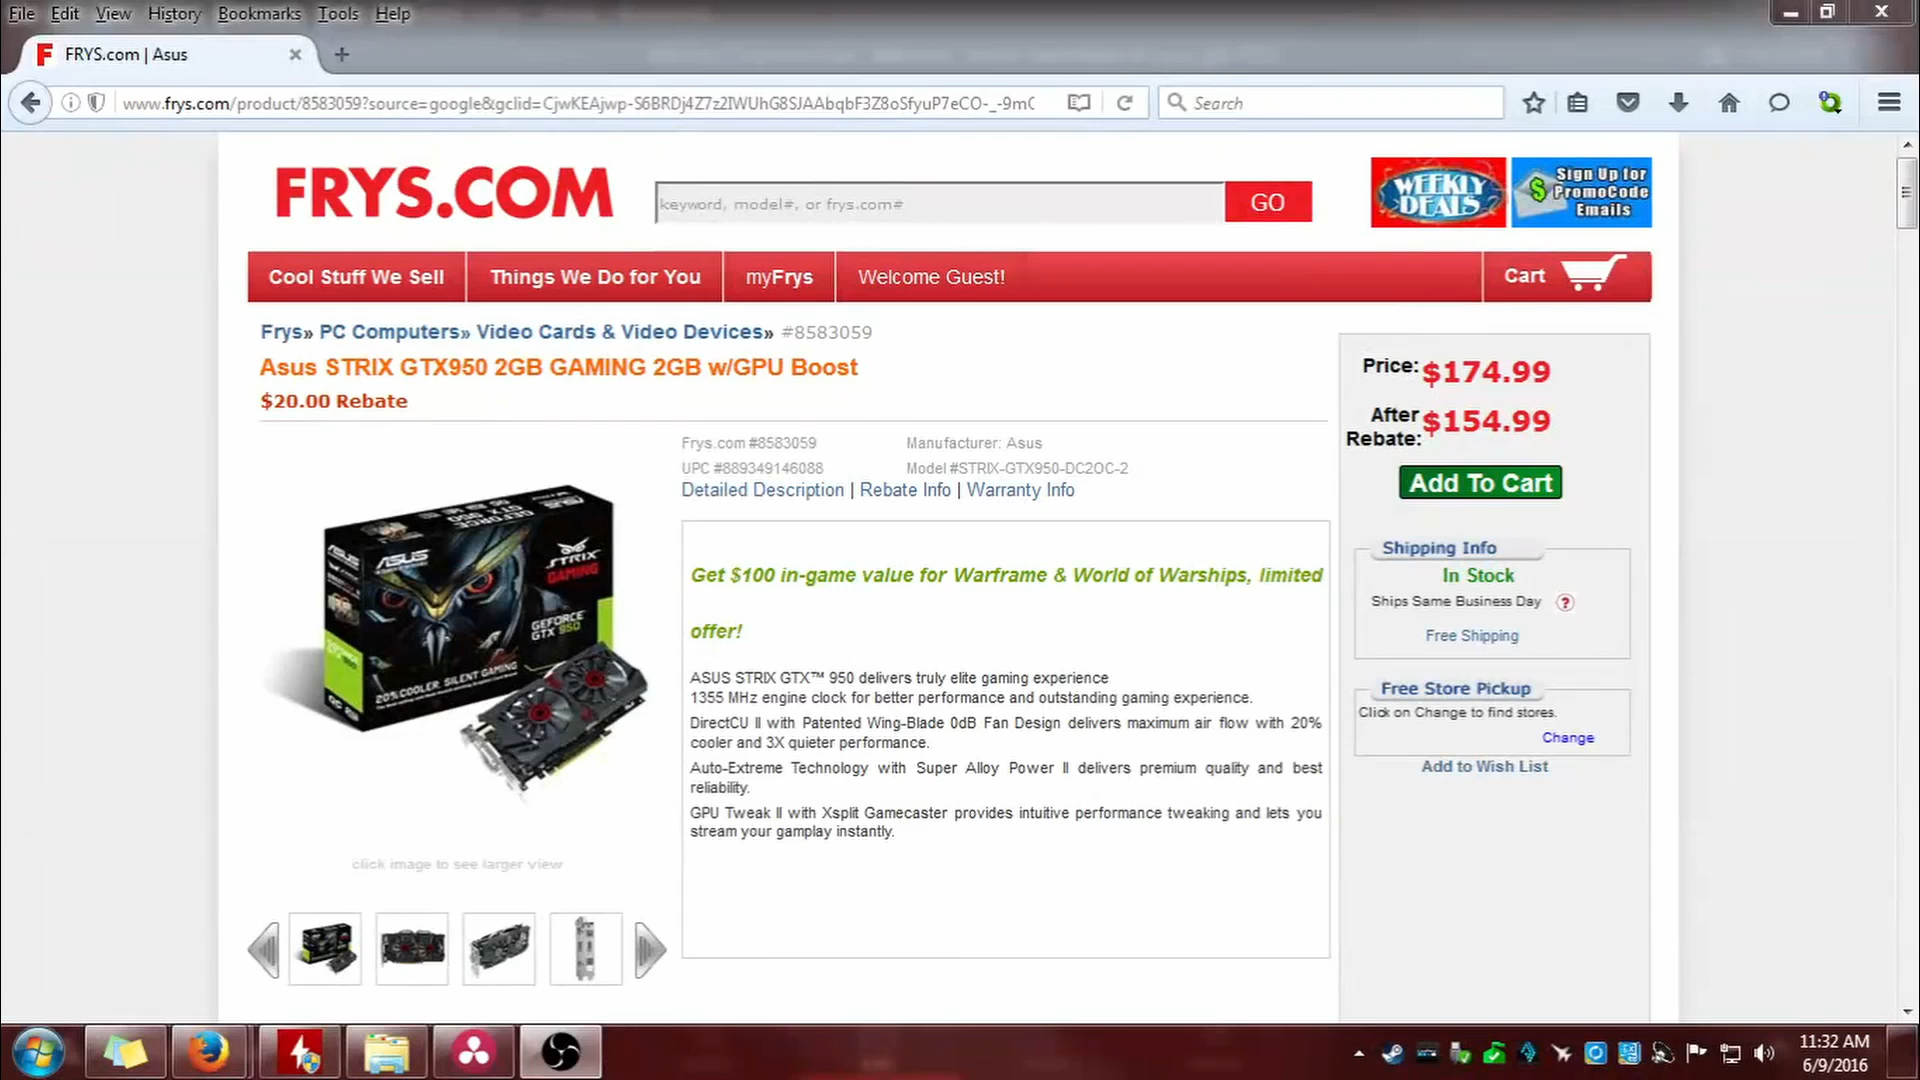 File Edit View History Bookmarks Tools Help
FRYS.com | Asus
www.frys.com/product/8583059?source=google&gclid=CjwKEAjwp-S6BRDj4Z7z2IWUhG8SJAAbqbF3Z8oSfyuP7eCO-_-9mC
Search
FRYS.COM
keyword, model#, or frys.com#
GO
WEEKLY DEALS
Sign Up for
PromoCode
Emails
Cool Stuff We Sell
Things We Do for You
myFrys
Welcome Guest!
Cart
Frys» PC Computers» Video Cards & Video Devices» #8583059
Asus STRIX GTX950 2GB GAMING 2GB w/GPU Boost
$20.00 Rebate
Price: $174.99
After Rebate: $154.99
Add To Cart
Frys.com #8583059
Manufacturer: Asus
UPC #889349146088
Model #STRIX-GTX950-DC2OC-2
Detailed Description | Rebate Info | Warranty Info
ASUS
STRIX
GAMING
GEFORCE
GTX 950
20% COOLER. SILENT GAMING
Get $100 in-game value for Warframe & World of Warships, limited
offer!
ASUS STRIX GTX™ 950 delivers truly elite gaming experience
1355 MHz engine clock for better performance and outstanding gaming experience.
DirectCU II with Patented Wing-Blade 0dB Fan Design delivers maximum air flow with 20%
cooler and 3X quieter performance.
Auto-Extreme Technology with Super Alloy Power II delivers premium quality and best
reliability.
GPU Tweak II with Xsplit Gamecaster provides intuitive performance tweaking and lets you
stream your gamplay instantly.
Shipping Info
In Stock
Ships Same Business Day ?
Free Shipping
Free Store Pickup
Click on Change to find stores.
Change
Add to Wish List
click image to see larger view
11:32 AM
6/9/2016